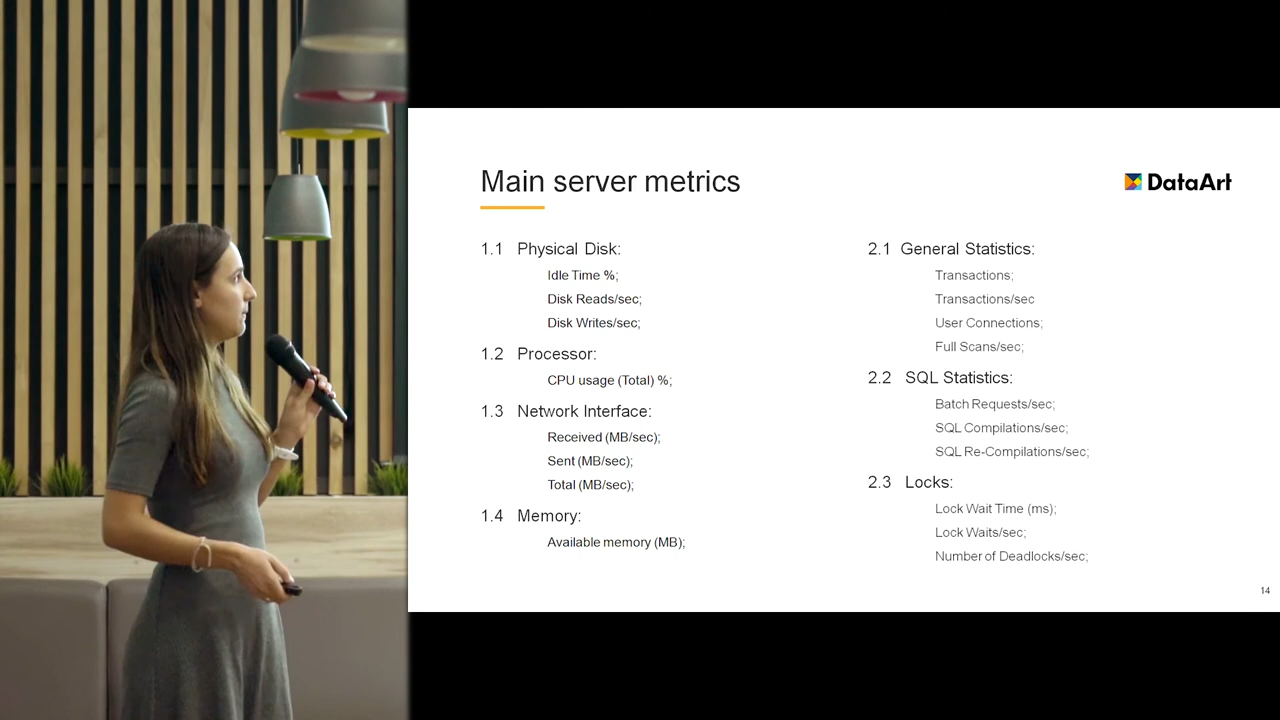 Main server metrics
DataArt
1.1 Physical Disk:
Idle Time %;
Disk Reads/sec;
Disk Writes/sec;
1.2 Processor:
CPU usage (Total) %;
1.3 Network Interface:
Received (MB/sec);
Sent (MB/sec);
Total (MB/sec);
1.4 Memory:
Available memory (MB);
2.1 General Statistics:
Transactions;
Transactions/sec
User Connections;
Full Scans/sec;
2.2 SQL Statistics:
Batch Requests/sec;
SQL Compilations/sec;
SQL Re-Compilations/sec;
2.3 Locks:
Lock Wait Time (ms);
Lock Waits/sec;
Number of Deadlocks/sec;
14